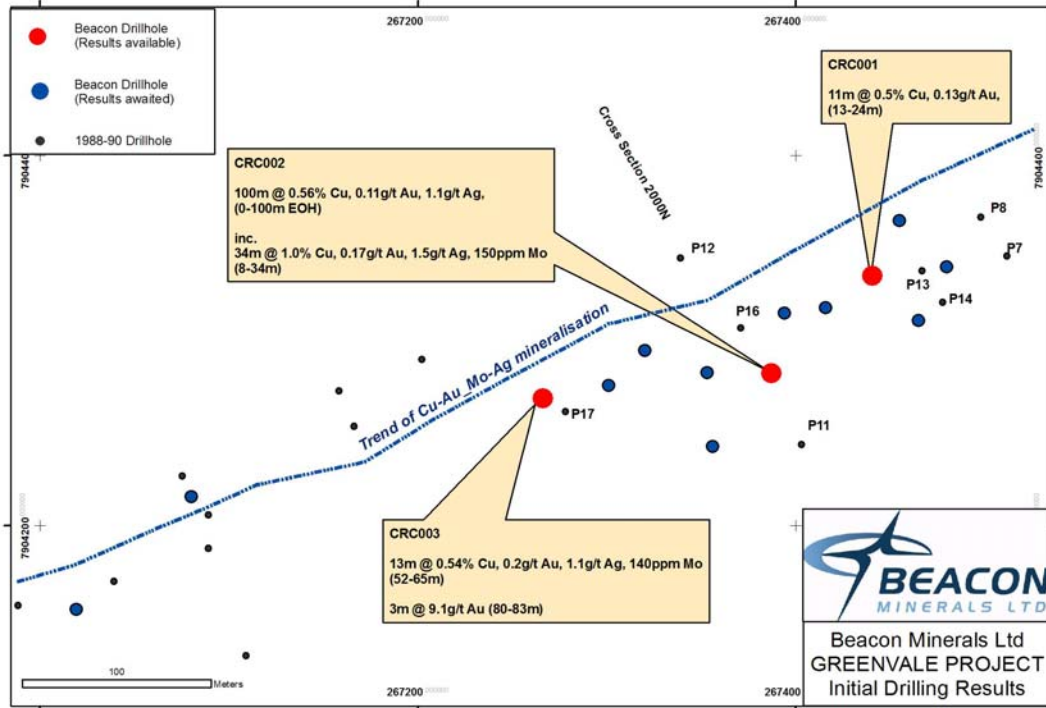 267200
267400
Beacon Drillhole
(Results available)
Beacon Drillhole
(Results awaited)
1988-90 Drillhole
CRC001
11m @ 0.5% Cu, 0.13g/t Au,
(13-24m)
Cross Section 2000N
7904400
7904400
CRC002
100m @ 0.56% Cu, 0.11g/t Au, 1.1g/t Ag,
(0-100m EOH)
inc.
34m @ 1.0% Cu, 0.17g/t Au, 1.5g/t Ag, 150ppm Mo
(8-34m)
P8
P12
P7
P13
P14
P16
Trend of Cu-Au_Mo-Ag mineralisation
P17
P11
7904200
CRC003
13m @ 0.54% Cu, 0.2g/t Au, 1.1g/t Ag, 140ppm Mo
(52-65m)
3m @ 9.1g/t Au (80-83m)
BEACON
MINERALS LTD
Beacon Minerals Ltd
GREENVALE PROJECT
Initial Drilling Results
100
Meters
267200
267400